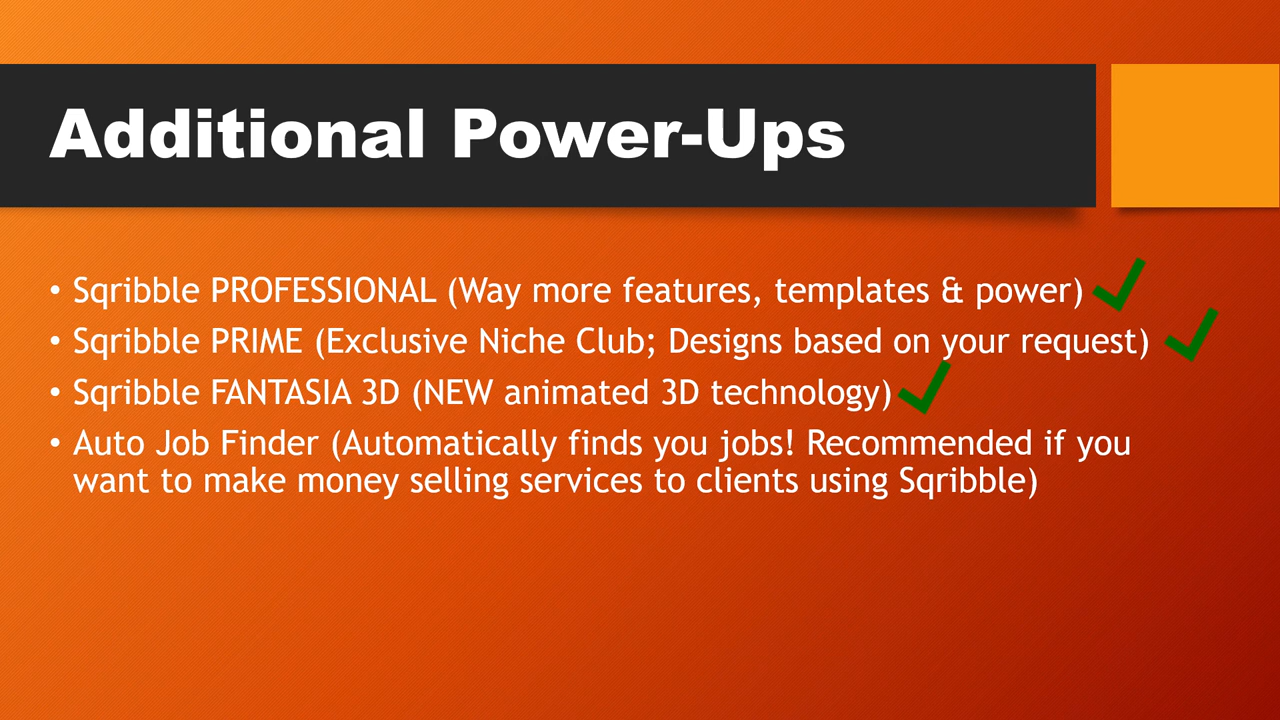 Additional Power-Ups
• Sqribble PROFESSIONAL (Way more features, templates & power)
• Sqribble PRIME (Exclusive Niche Club; Designs based on your request)
• Sqribble FANTASIA 3D (NEW animated 3D technology)
• Auto Job Finder (Automatically finds you jobs! Recommended if you
want to make money selling services to clients using Sqribble)